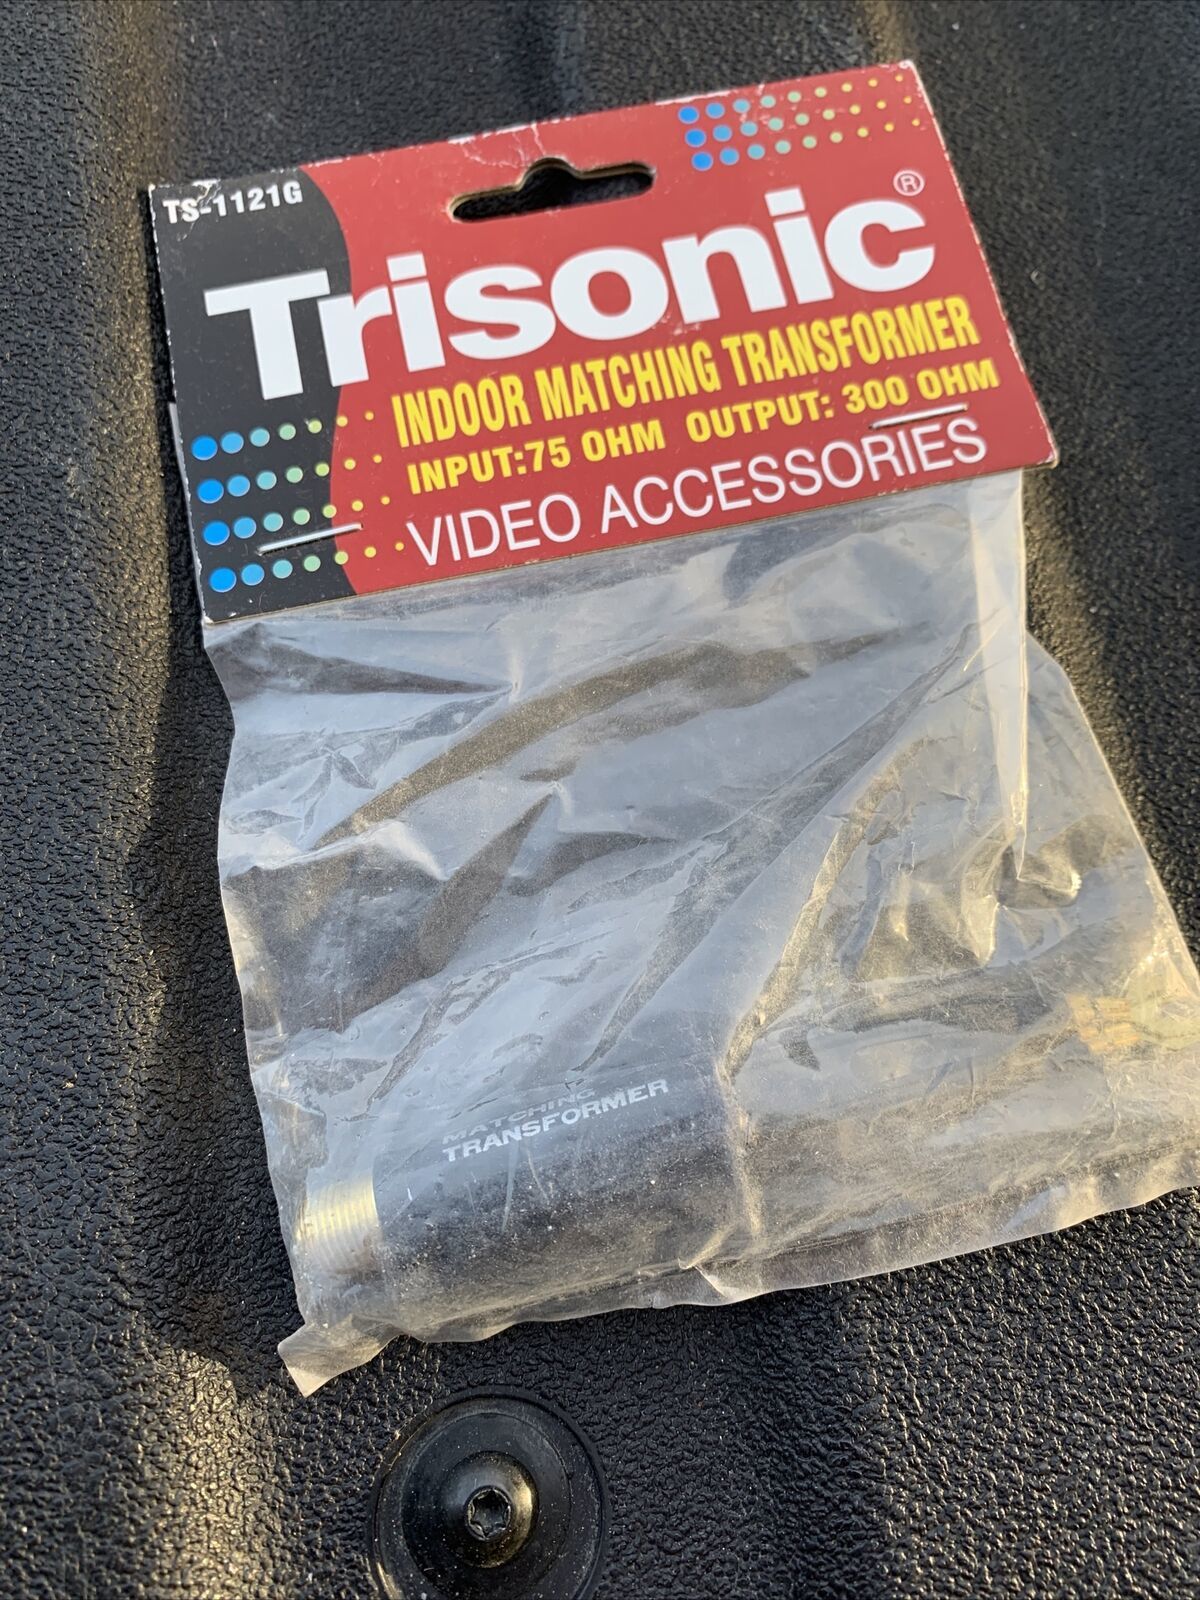 TS-1121G
Trisonic®
INDOOR MATCHING TRANSFORMER
INPUT:75 OHM OUTPUT: 300 OHM
VIDEO ACCESSORIES
MATCHING
TRANSFORMER